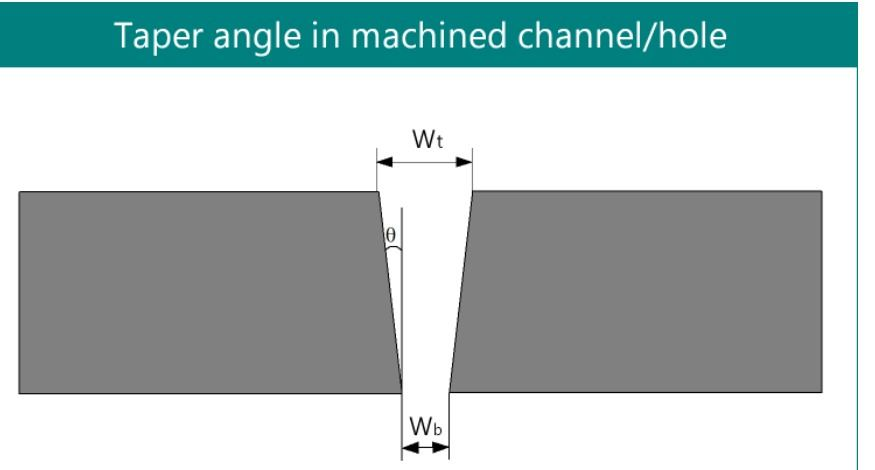 Taper angle in machined channel/hole
Wt
θ
Wb